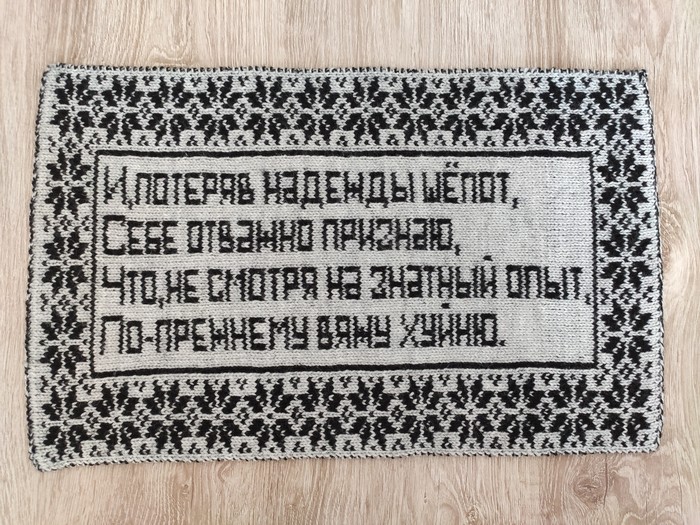 И,потеряв надежды шёпот,
Себе отважно признаю,
Что,не смотря на знатный опыт,
По-прежнему вяжу хуйню.